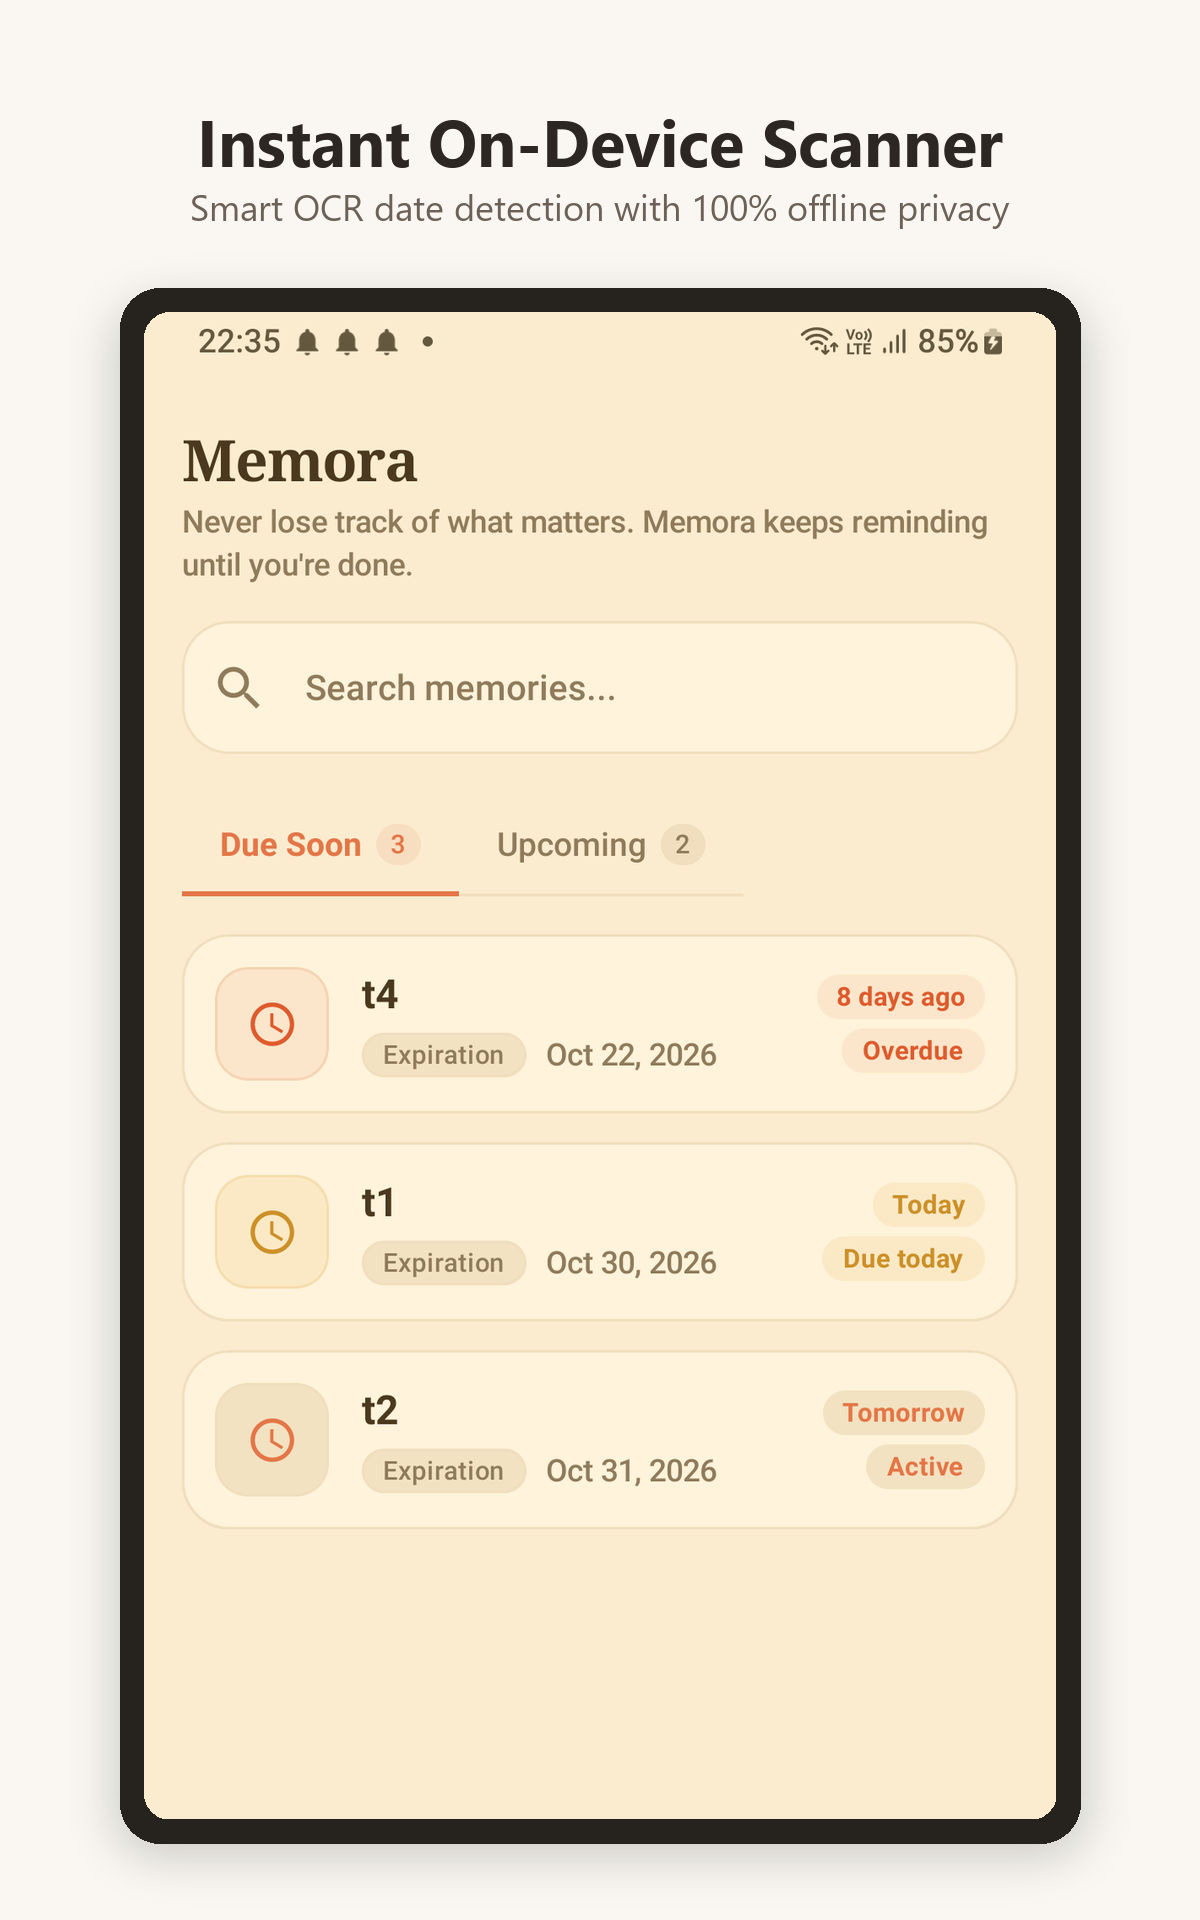 Instant On-Device Scanner
Smart OCR date detection with 100% offline privacy
22:35
Vo)) LTE 85%
Memora
Never lose track of what matters. Memora keeps reminding
until you're done.
Search memories...
Due Soon 3 Upcoming 2
t4
8 days ago
Expiration Oct 22, 2026
Overdue
t1
Today
Expiration Oct 30, 2026
Due today
t2
Tomorrow
Expiration Oct 31, 2026
Active